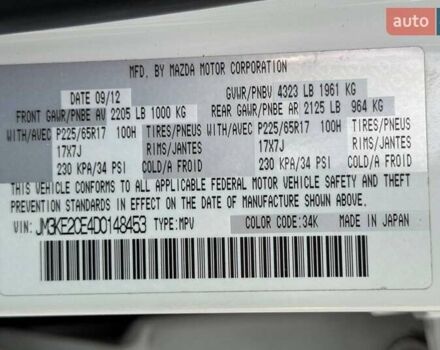 auto
MFD. BY MAZDA MOTOR CORPORATION
DATE 09/12
GVWR/PNBV 4323 LB 1961 KG
FRONT GAWR/PNBE AV 2205 LB 1000 KG
REAR GAWR/PNBE AR 2125 LB 964 KG
WITH/AVEC P225/65R17 100H TIRES/PNEUS
WITH/AVEC P225/65R17 100H TIRES/PNEUS
17X7J RIMS/JANTES
17X7J RIMS/JANTES
230 KPA/34 PSI COLD/A FROID
230 KPA/34 PSI COLD/A FROID
THIS VEHICLE CONFORMS TO ALL APPLICABLE FEDERAL MOTOR VEHICLE SAFETY AND THEFT
PREVENTION STANDARDS IN EFFECT ON THE DATE OF MANUFACTURE SHOWN ABOVE.
VIN: JM3KE2CE4D0148453 TYPE: MPV COLOR CODE: 34K MADE IN JAPAN